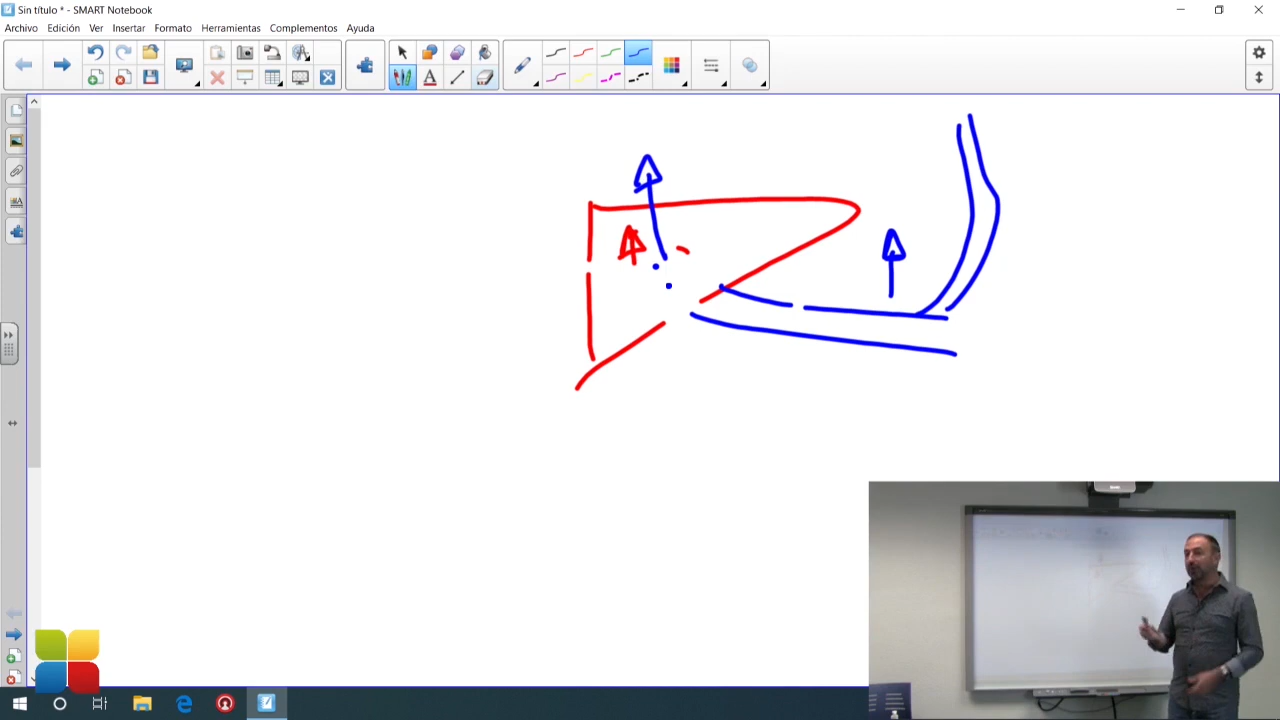 Sin título * - SMART Notebook
Archivo Edición Ver Insertar Formato Herramientas Complementos Ayuda